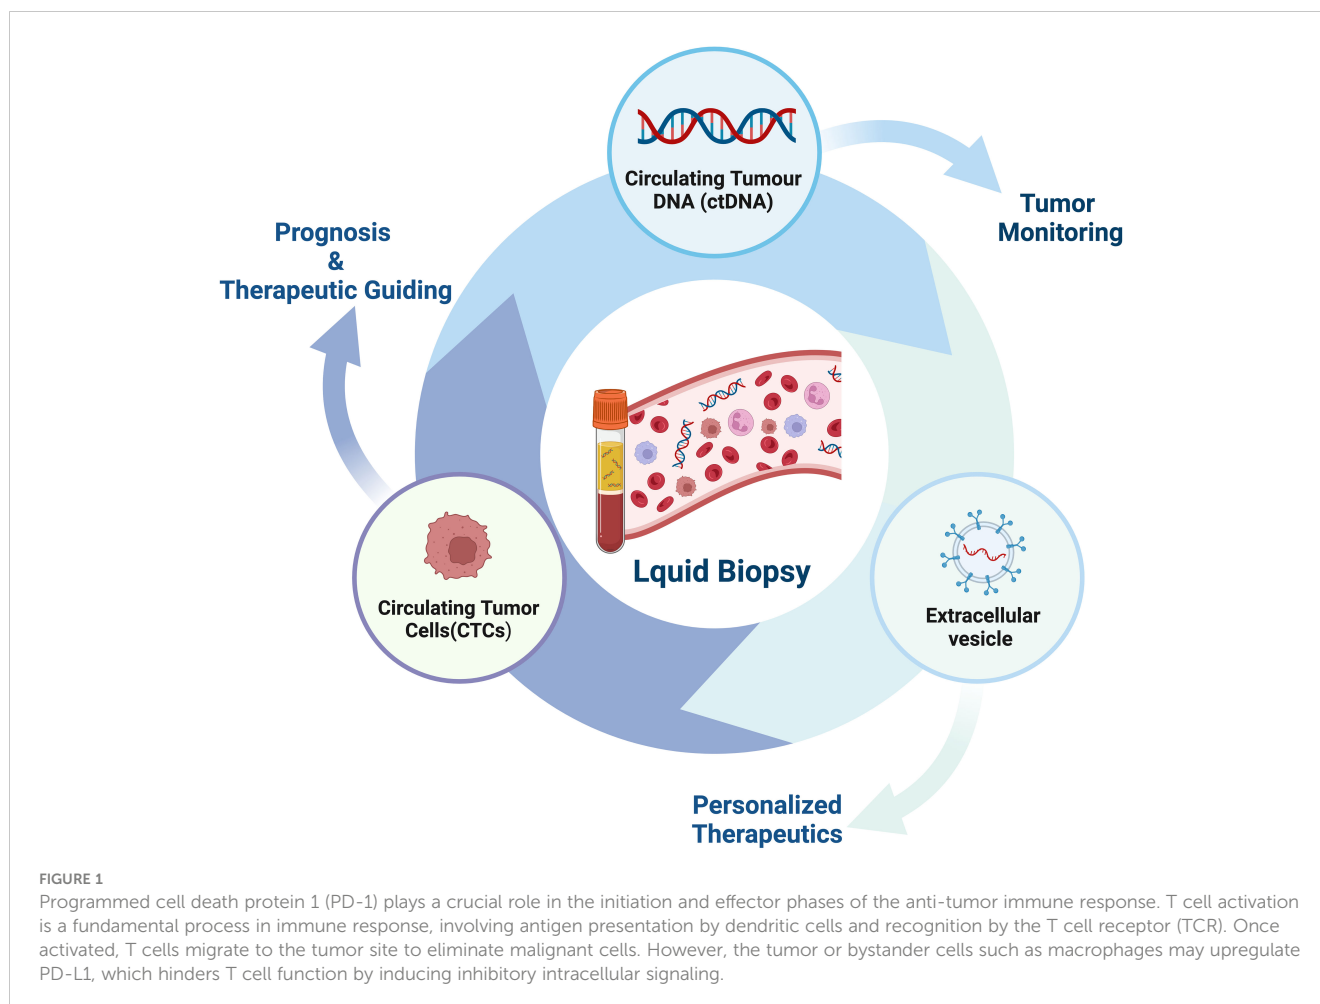 Circulating Tumour
DNA (ctDNA)
Tumor
Monitoring
Prognosis
&
Therapeutic Guiding
Lquid Biopsy
Circulating Tumor
Cells(CTCs)
Extracellular
vesicle
Personalized
Therapeutics
FIGURE 1
Programmed cell death protein 1 (PD-1) plays a crucial role in the initiation and effector phases of the anti-tumor immune response. T cell activation
is a fundamental process in immune response, involving antigen presentation by dendritic cells and recognition by the T cell receptor (TCR). Once
activated, T cells migrate to the tumor site to eliminate malignant cells. However, the tumor or bystander cells such as macrophages may upregulate
PD-L1, which hinders T cell function by inducing inhibitory intracellular signaling.